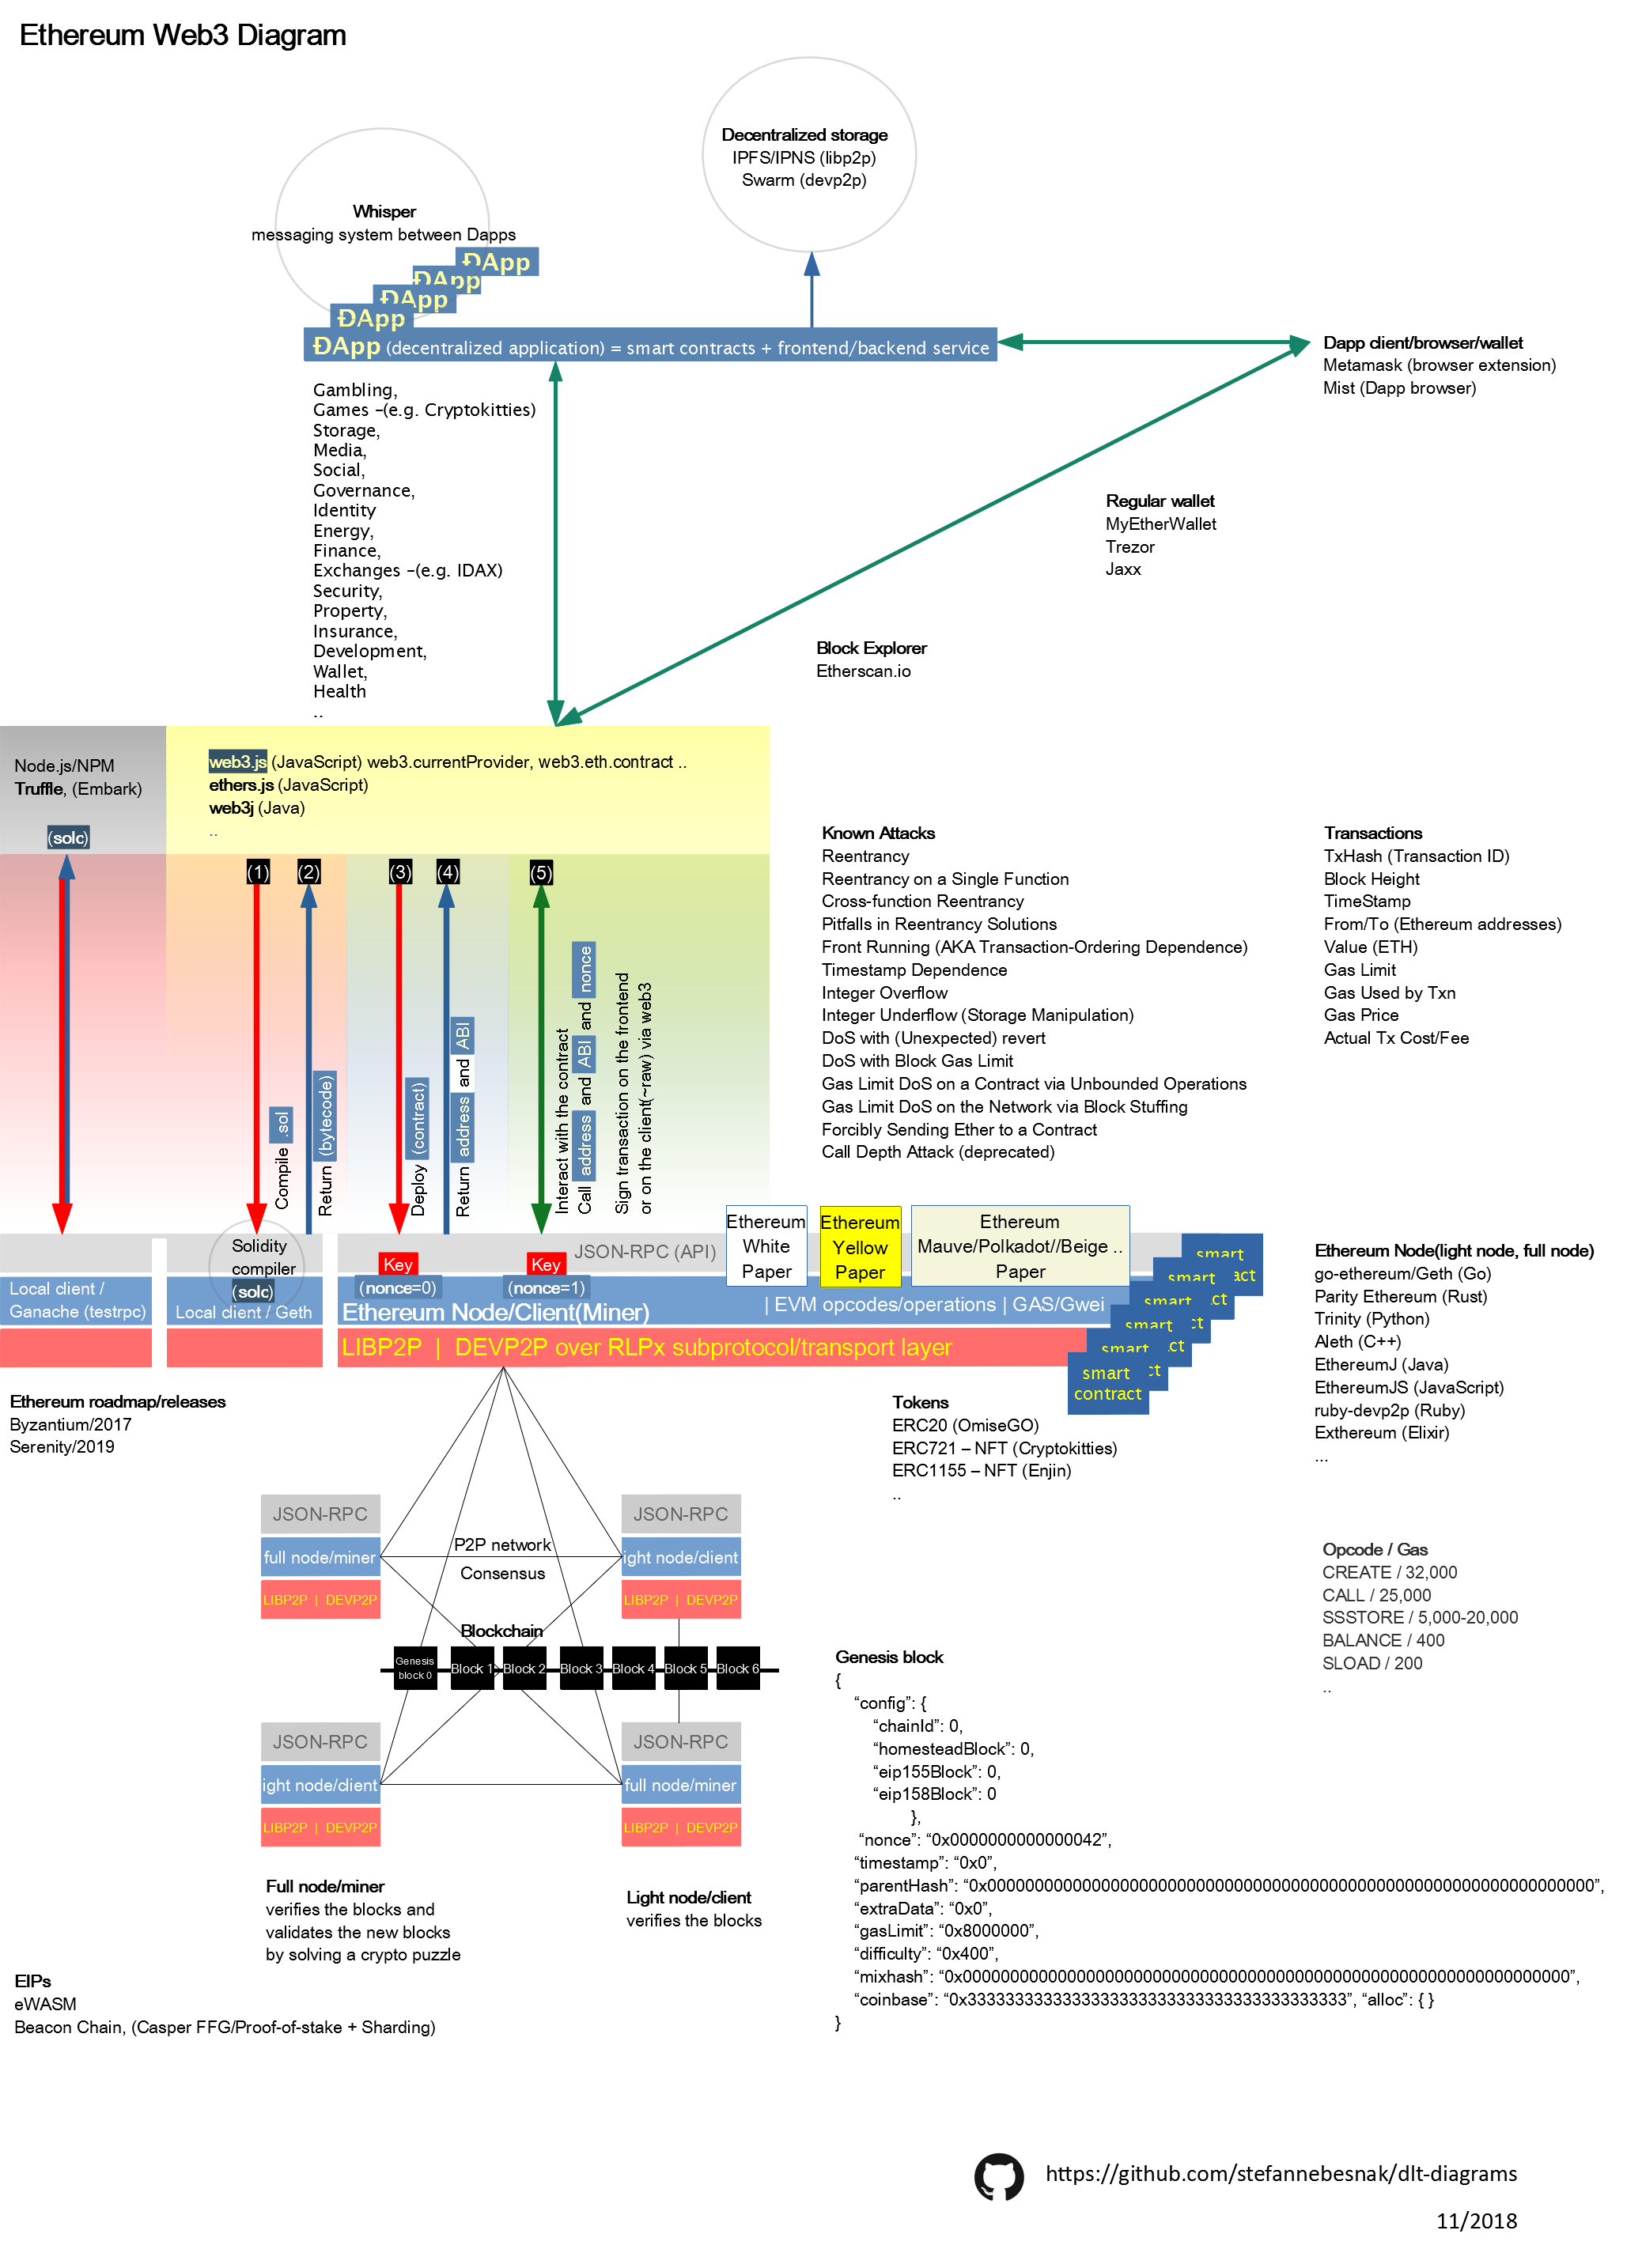 Ethereum Web3 Diagram
Decentralized storage
IPFS/IPNS (libp2p)
Swarm (devp2p)
Whisper
messaging system between Dapps
ĐApp
ĐApp
ĐApp
ĐApp
ĐApp (decentralized application) = smart contracts + frontend/backend service
Dapp client/browser/wallet
Metamask (browser extension)
Mist (Dapp browser)
Gambling,
Games –(e.g. Cryptokitties)
Storage,
Media,
Social,
Governance,
Identity
Energy,
Finance,
Exchanges –(e.g. IDAX)
Security,
Property,
Insurance,
Development,
Wallet,
Health
..
Regular wallet
MyEtherWallet
Trezor
Jaxx
Block Explorer
Etherscan.io
Node.js/NPM
Truffle, (Embark)
(solc)
web3.js (JavaScript) web3.currentProvider, web3.eth.contract ..
ethers.js (JavaScript)
web3j (Java)
..
(1)
(2)
(3)
(4)
(5)
Compile .sol
Return (bytecode)
Deploy (contract)
Return address and ABI
Interact with the contract
Call address and ABI and nonce
Sign transaction on the frontend
or on the client(~raw) via web3
Known Attacks
Reentrancy
Reentrancy on a Single Function
Cross-function Reentrancy
Pitfalls in Reentrancy Solutions
Front Running (AKA Transaction-Ordering Dependence)
Timestamp Dependence
Integer Overflow
Integer Underflow (Storage Manipulation)
DoS with (Unexpected) revert
DoS with Block Gas Limit
Gas Limit DoS on a Contract via Unbounded Operations
Gas Limit DoS on the Network via Block Stuffing
Forcibly Sending Ether to a Contract
Call Depth Attack (deprecated)
Transactions
TxHash (Transaction ID)
Block Height
TimeStamp
From/To (Ethereum addresses)
Value (ETH)
Gas Limit
Gas Used by Txn
Gas Price
Actual Tx Cost/Fee
Local client /
Ganache (testrpc)
Solidity
compiler
(solc)
Local client / Geth
Key
(nonce=0)
Key
(nonce=1)
JSON-RPC (API)
Ethereum
White
Paper
Ethereum
Yellow
Paper
Ethereum
Mauve/Polkadot//Beige ..
Paper
Ethereum Node/Client(Miner)
| EVM opcodes/operations | GAS/Gwei
LIBP2P | DEVP2P over RLPx subprotocol/transport layer
smart
act
smart
ct
smart
ct
smart
ct
smart
ct
smart
contract
Ethereum Node(light node, full node)
go-ethereum/Geth (Go)
Parity Ethereum (Rust)
Trinity (Python)
Aleth (C++)
EthereumJ (Java)
EthereumJS (JavaScript)
ruby-devp2p (Ruby)
Exthereum (Elixir)
...
Ethereum roadmap/releases
Byzantium/2017
Serenity/2019
Tokens
ERC20 (OmiseGO)
ERC721 – NFT (Cryptokitties)
ERC1155 – NFT (Enjin)
..
JSON-RPC
full node/miner
LIBP2P | DEVP2P
P2P network
Consensus
JSON-RPC
ight node/client
LIBP2P | DEVP2P
Blockchain
Genesis
block 0
Block 1
Block 2
Block 3
Block 4
Block 5
Block 6
JSON-RPC
ight node/client
LIBP2P | DEVP2P
JSON-RPC
full node/miner
LIBP2P | DEVP2P
Opcode / Gas
CREATE / 32,000
CALL / 25,000
SSSTORE / 5,000-20,000
BALANCE / 400
SLOAD / 200
..
Genesis block
{
“config”: {
“chainId”: 0,
“homesteadBlock”: 0,
“eip155Block”: 0,
“eip158Block”: 0
},
“nonce”: “0x0000000000000042”,
“timestamp”: “0x0”,
“parentHash”: “0x0000000000000000000000000000000000000000000000000000000000000000”,
“extraData”: “0x0”,
“gasLimit”: “0x8000000”,
“difficulty”: “0x400”,
“mixhash”: “0x0000000000000000000000000000000000000000000000000000000000000000”,
“coinbase”: “0x3333333333333333333333333333333333333333”, “alloc”: { }
}
Full node/miner
verifies the blocks and
validates the new blocks
by solving a crypto puzzle
Light node/client
verifies the blocks
EIPs
eWASM
Beacon Chain, (Casper FFG/Proof-of-stake + Sharding)
https://github.com/stefannebesnak/dlt-diagrams
11/2018